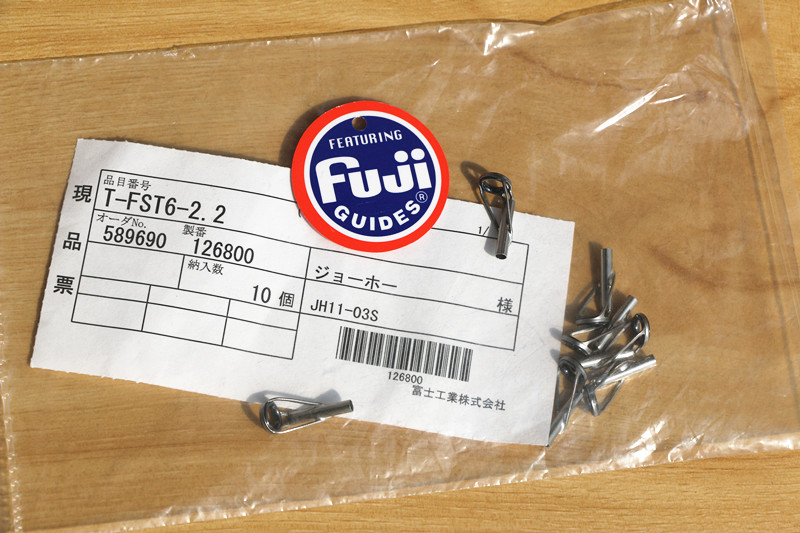 FEATURING
Fuji
GUIDES®
現品票
品目番号
T-FST6-2.2
1/
オーダNo.
589690
製番
126800
ジョーホー
様
納入数
10 個
JH11-03S
126800
富士工業株式会社